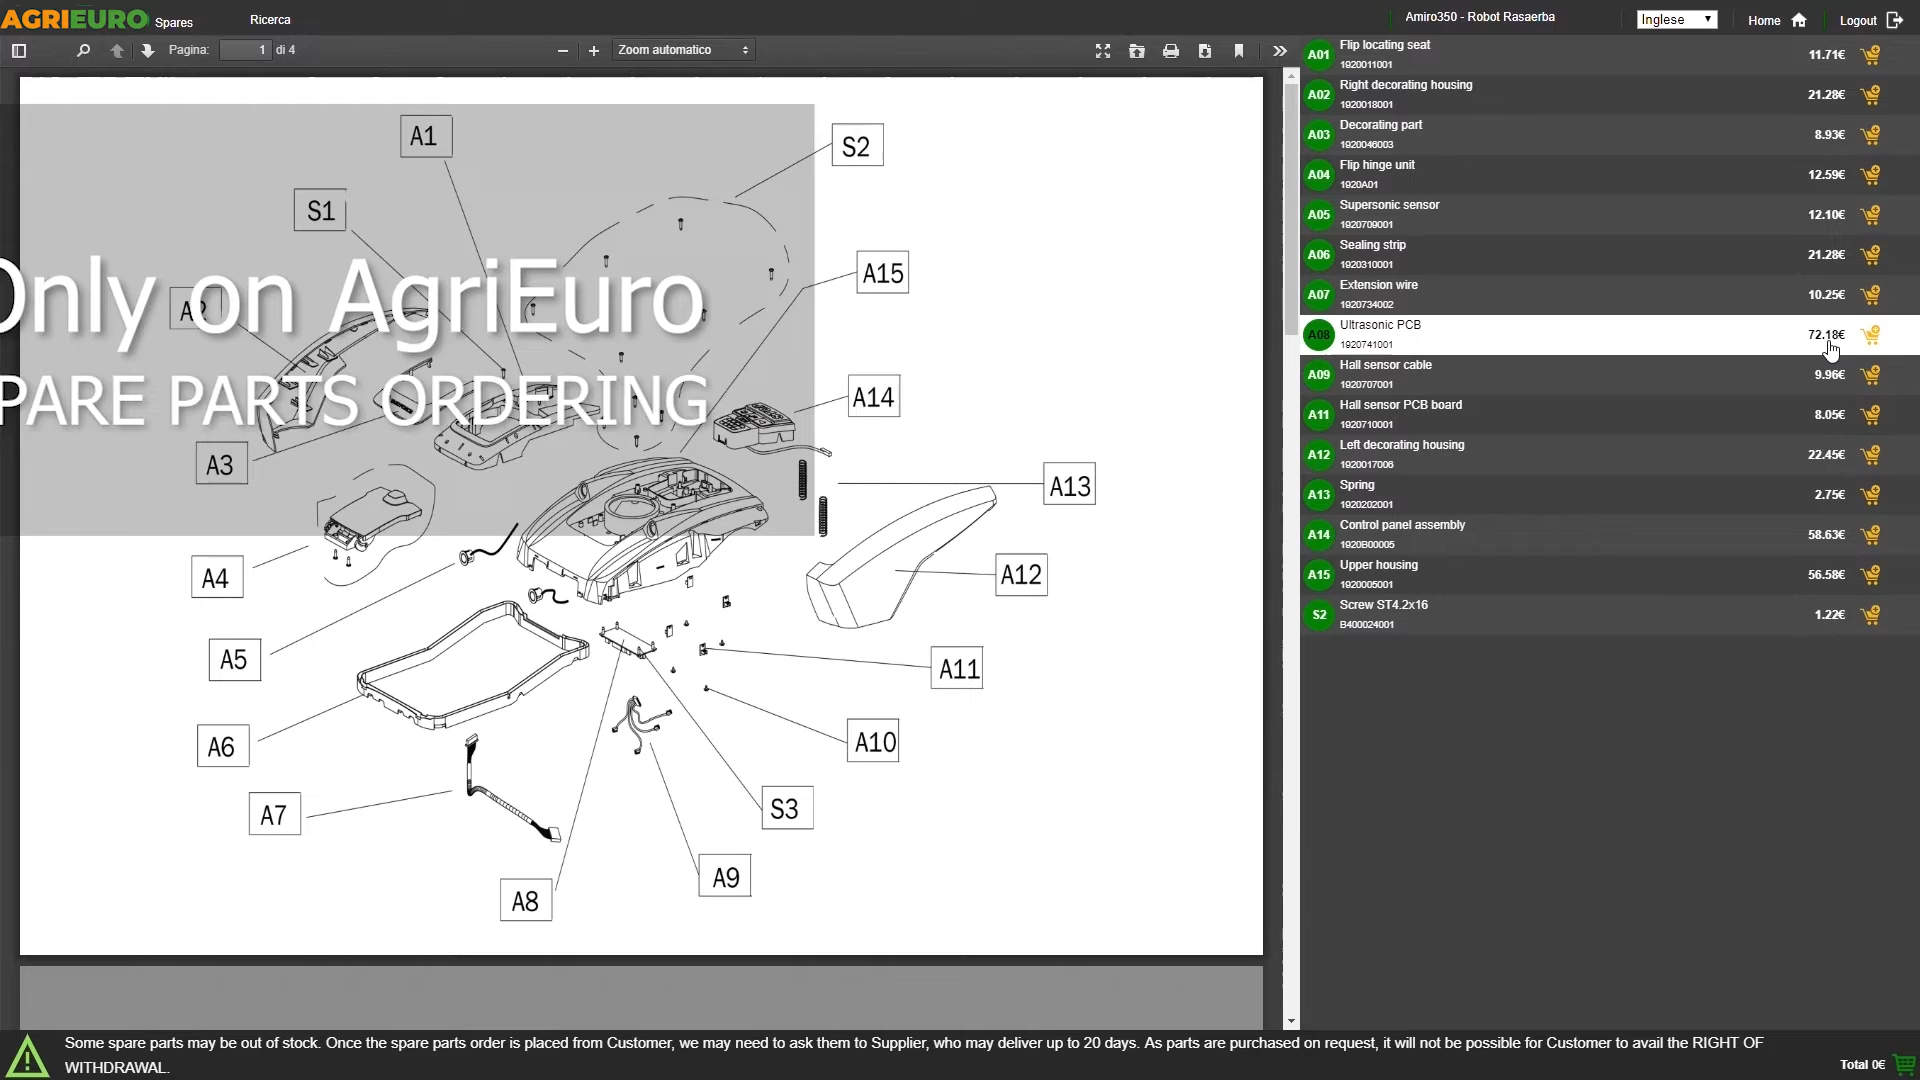 AGRIEURO Spares
Ricerca
Amiro350 - Robot Rasaerba
Inglese
Home
Logout
Pagina: 1 di 4
Zoom automatico
A1
S2
S1
A15
A2
Only on AgriEuro
SPARE PARTS ORDERING
A14
A3
A13
A4
A12
A5
A11
A6
A10
A7
S3
A9
A8
A01 Flip locating seat 11.71€
1920011001
A02 Right decorating housing 21.28€
1920018001
A03 Decorating part 8.93€
1920046003
A04 Flip hinge unit 12.59€
1920A01
A05 Supersonic sensor 12.10€
1920709001
A06 Sealing strip 21.28€
1920310001
A07 Extension wire 10.25€
1920734002
A08 Ultrasonic PCB 72.18€
1920741001
A09 Hall sensor cable 9.96€
1920707001
A11 Hall sensor PCB board 8.05€
1920710001
A12 Left decorating housing 22.45€
1920017006
A13 Spring 2.75€
1920202001
A14 Control panel assembly 58.63€
1920B00005
A15 Upper housing 56.58€
1920005001
S2 Screw ST4.2x16 1.22€
B400024001
Some spare parts may be out of stock. Once the spare parts order is placed from Customer, we may need to ask them to Supplier, who may deliver up to 20 days. As parts are purchased on request, it will not be possible for Customer to avail the RIGHT OF
WITHDRAWAL.
Total 0€